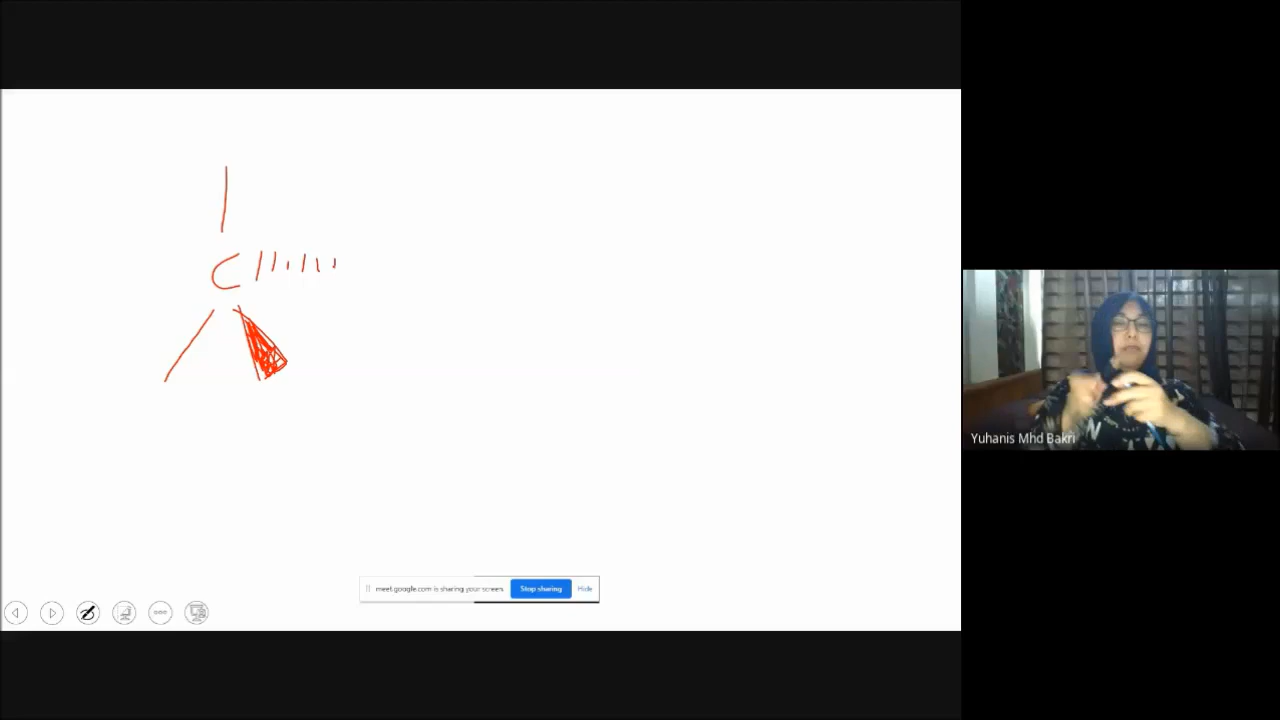 C
Yuhanis Mhd Bakri
meet.google.com is sharing your screen. Stop sharing Hide